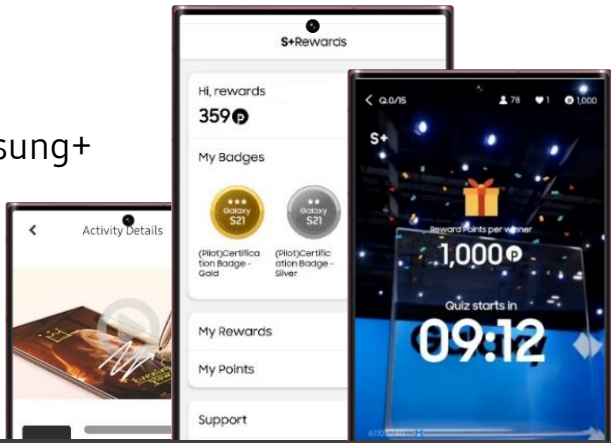 sung+
Activity Details
S+Rewards
Hi, rewards
359 P
My Badges
Galaxy
S21
(Pilot)Certifica
tion Badge -
Gold
Galaxy
S21
(Pilot)Certific
ation Badge -
Silver
My Rewards
My Points
Support
Q.0/15
78
1
P 1,000
S+
Reward Points per winner
1,000 P
Quiz starts in
09:12